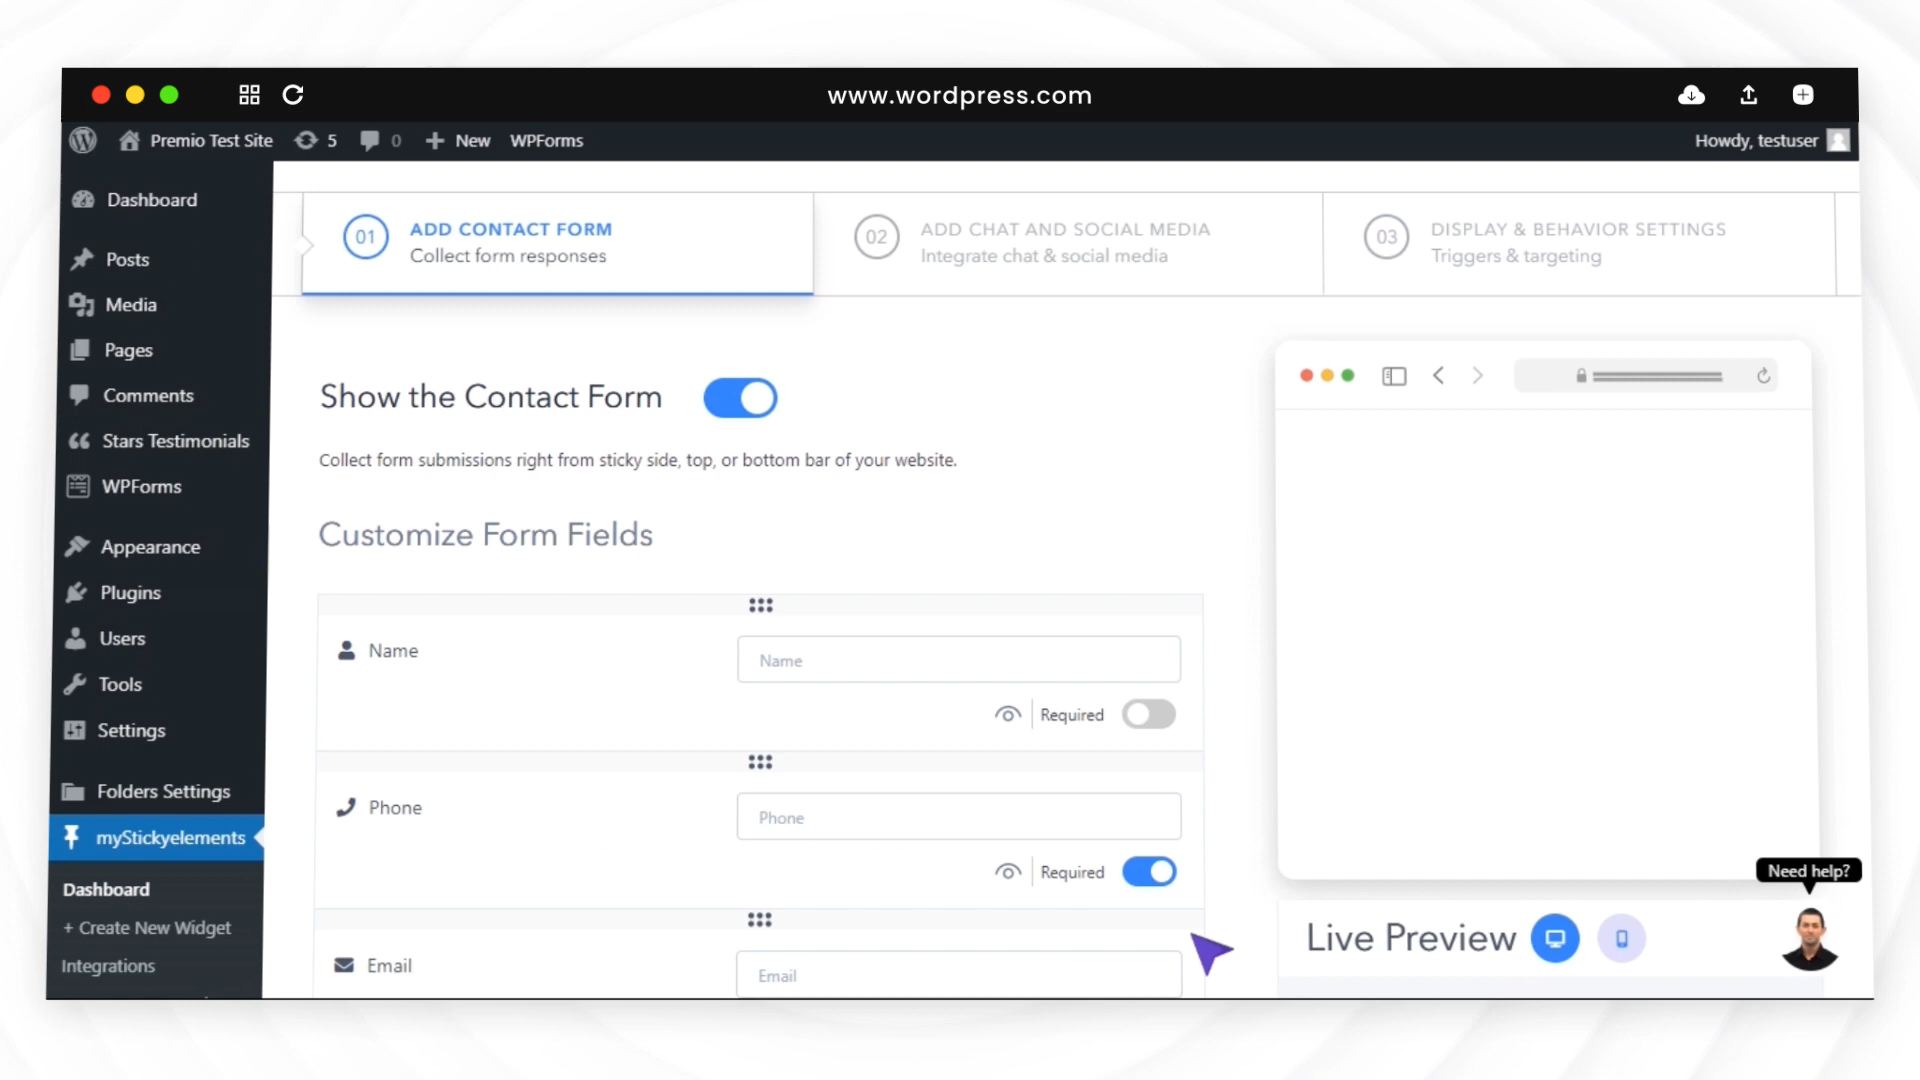 www.wordpress.com
Premio Test Site
5
0
New
WPForms
Howdy, testuser
Dashboard
Posts
Media
Pages
Comments
Stars Testimonials
WPForms
Appearance
Plugins
Users
Tools
Settings
Folders Settings
myStickyelements
Dashboard
+ Create New Widget
Integrations
01
ADD CONTACT FORM
Collect form responses
02
ADD CHAT AND SOCIAL MEDIA
Integrate chat & social media
03
DISPLAY & BEHAVIOR SETTINGS
Triggers & targeting
Show the Contact Form
Collect form submissions right from sticky side, top, or bottom bar of your website.
Customize Form Fields
Name
Name
Required
Phone
Phone
Required
Email
Email
Need help?
Live Preview